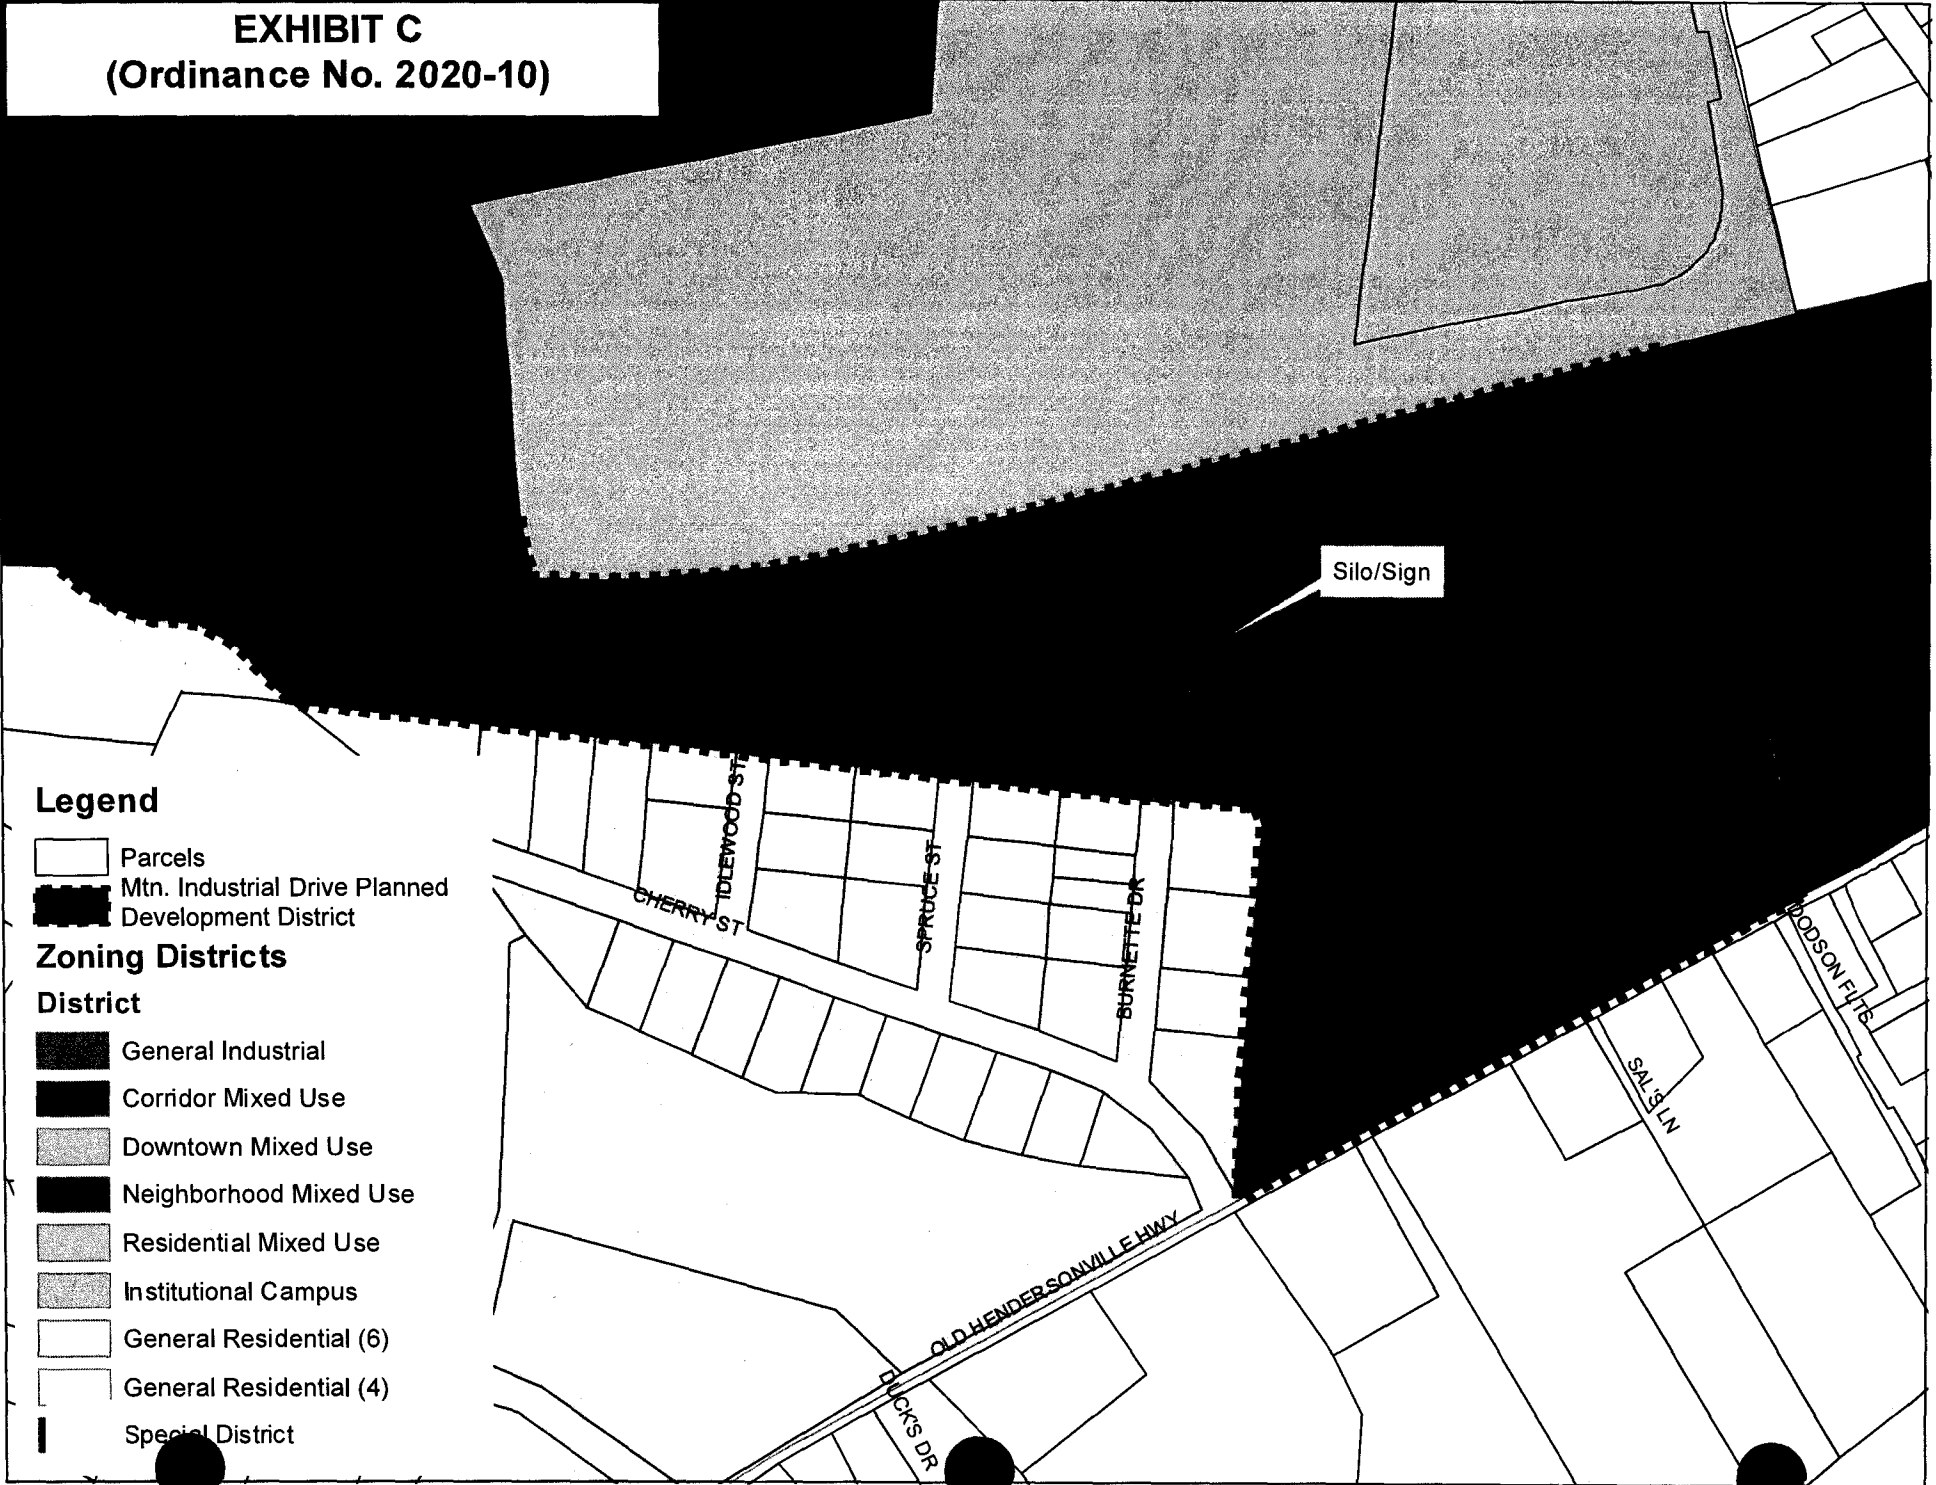 EXHIBIT C
(Ordinance No. 2020-10)
Silo/Sign
IDLEWOOD ST
SPRUCE ST
BURNETTE DR
CHERRY ST
DODSON FLTS
SAL'S LN
OLD HENDERSONVILLE HWY
DUCK'S DR
Legend
Parcels
Mtn. Industrial Drive Planned
Development District
Zoning Districts
District
General Industrial
Corridor Mixed Use
Downtown Mixed Use
Neighborhood Mixed Use
Residential Mixed Use
Institutional Campus
General Residential (6)
General Residential (4)
Special District